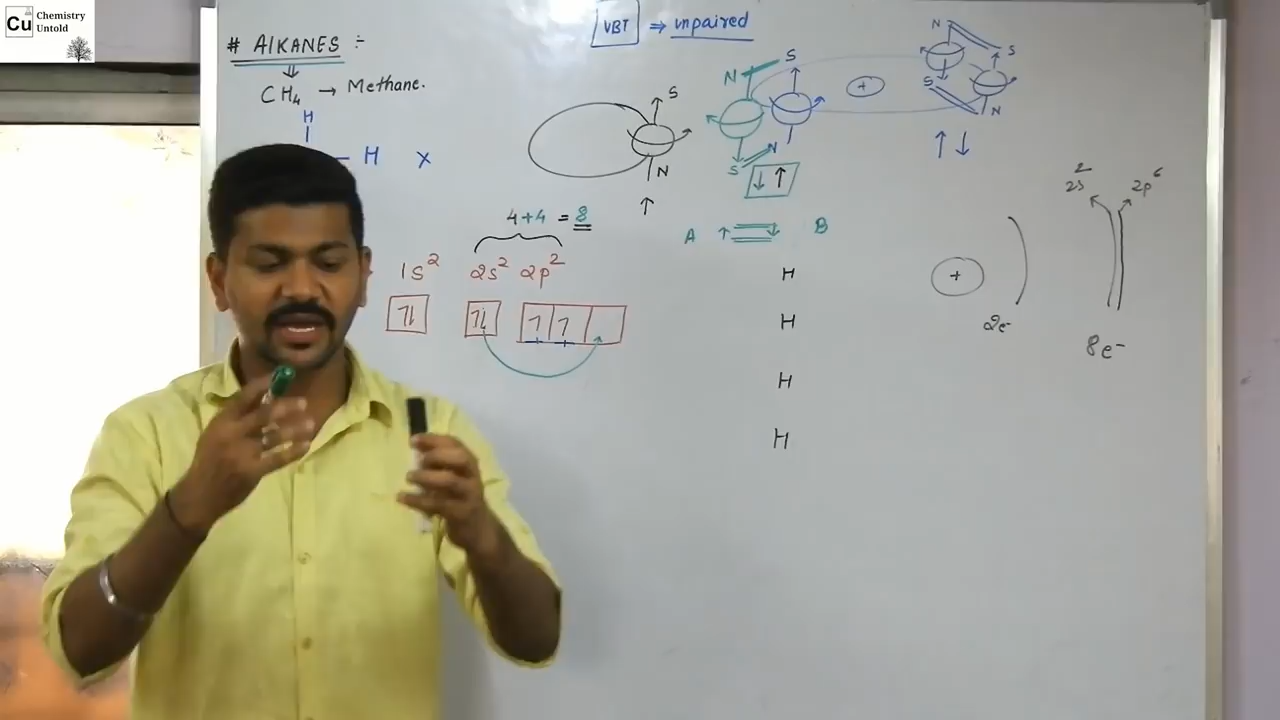 Cu Chemistry
Untold
# AlKANES :-
⇓
CH₄ → Methane.
H
H x
VBT ⇒ unpaired
S
N
N S
+
S N
↓ ↑
N
S
S
N
↑ ↓
↑
4+4 = 8
1s² 2s² 2p²
A ↑ ↓ B
H
H
H
H
2s² 2p⁶
+
2e⁻
8e⁻